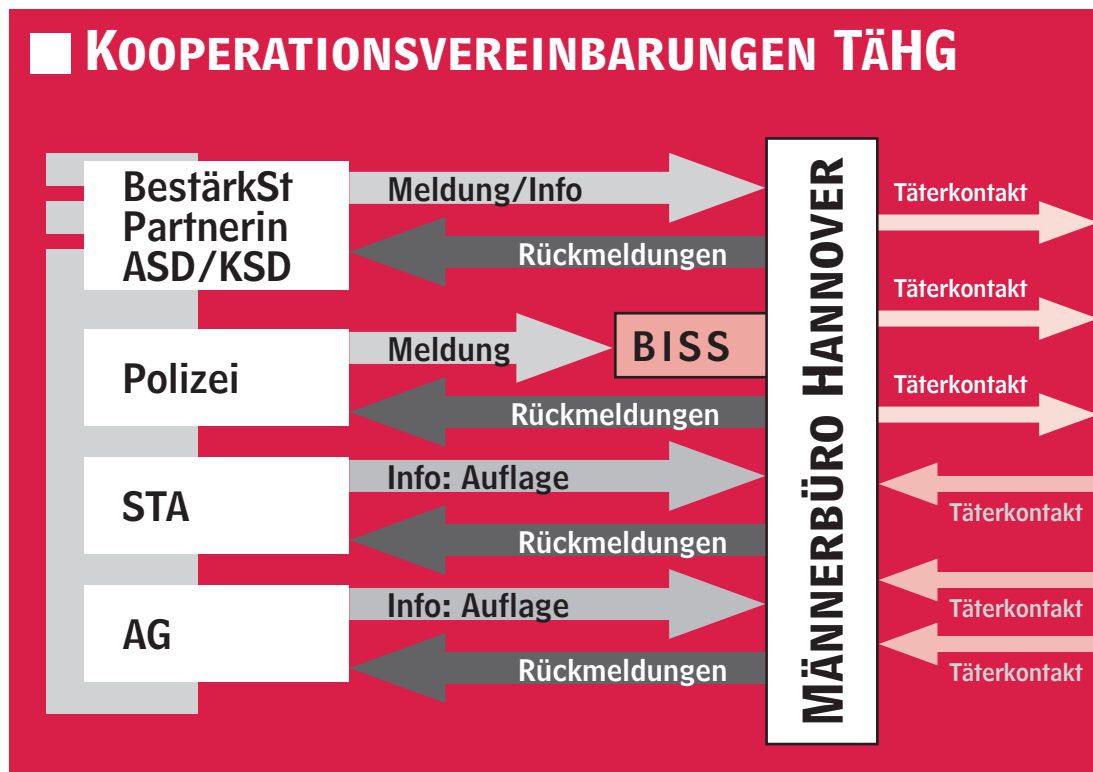 KOOPERATIONSVEREINBARUNGEN TÄHG
BestärkSt
Partnerin
ASD/KSD
Meldung/Info
Rückmeldungen
Polizei
Meldung
BISS
Rückmeldungen
STA
Info: Auflage
Rückmeldungen
AG
Info: Auflage
Rückmeldungen
MÄNNERBÜRO HANNOVER
Täterkontakt
Täterkontakt
Täterkontakt
Täterkontakt
Täterkontakt
Täterkontakt